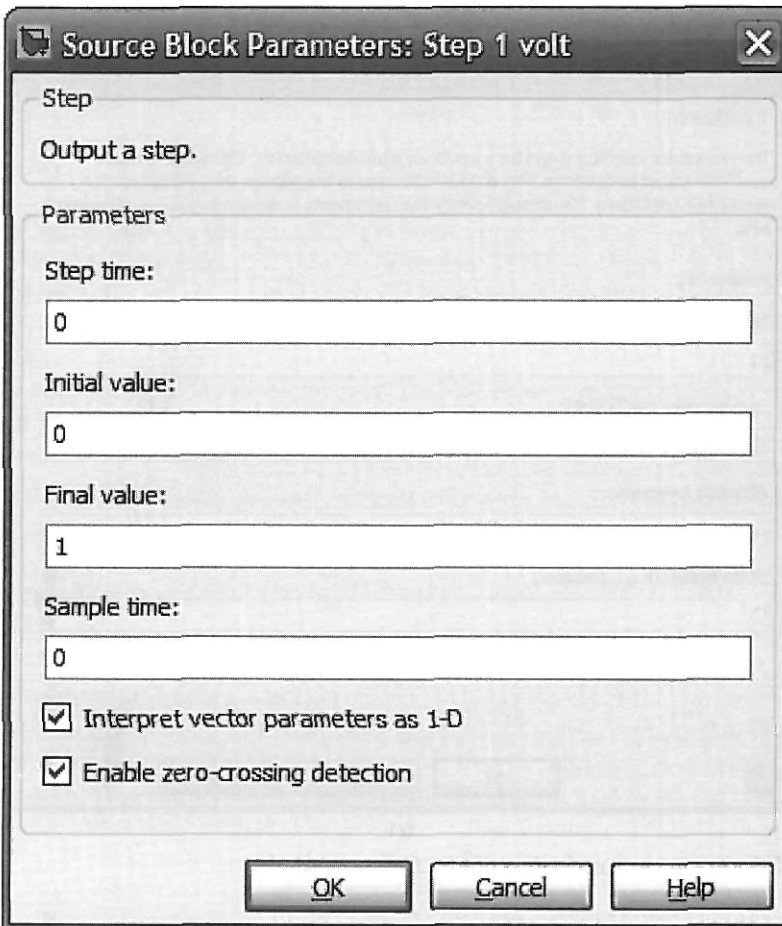 Source Block Parameters: Step 1 volt
Step
Output a step.
Parameters
Step time:
0
Initial value:
0
Final value:
1
Sample time:
0
Interpret vector parameters as 1-D
Enable zero-crossing detection
OK
Cancel
Help